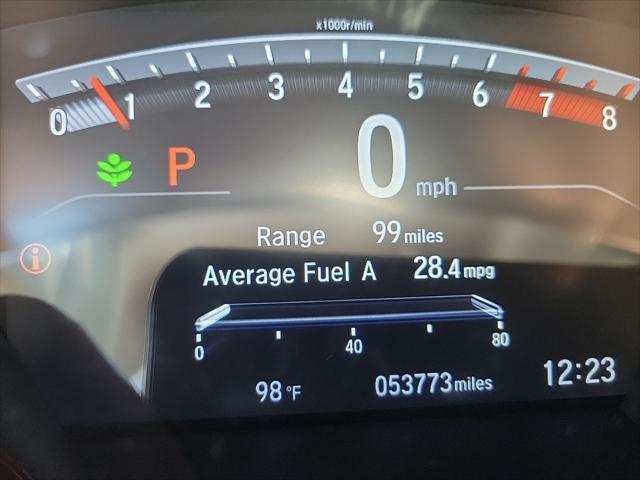 x1000r/min
0 1 2 3 4 5 6 7 8
P 0 mph
Range 99 miles
i
Average Fuel A 28.4 mpg
0 40 80
98 °F 053773 miles 12:23